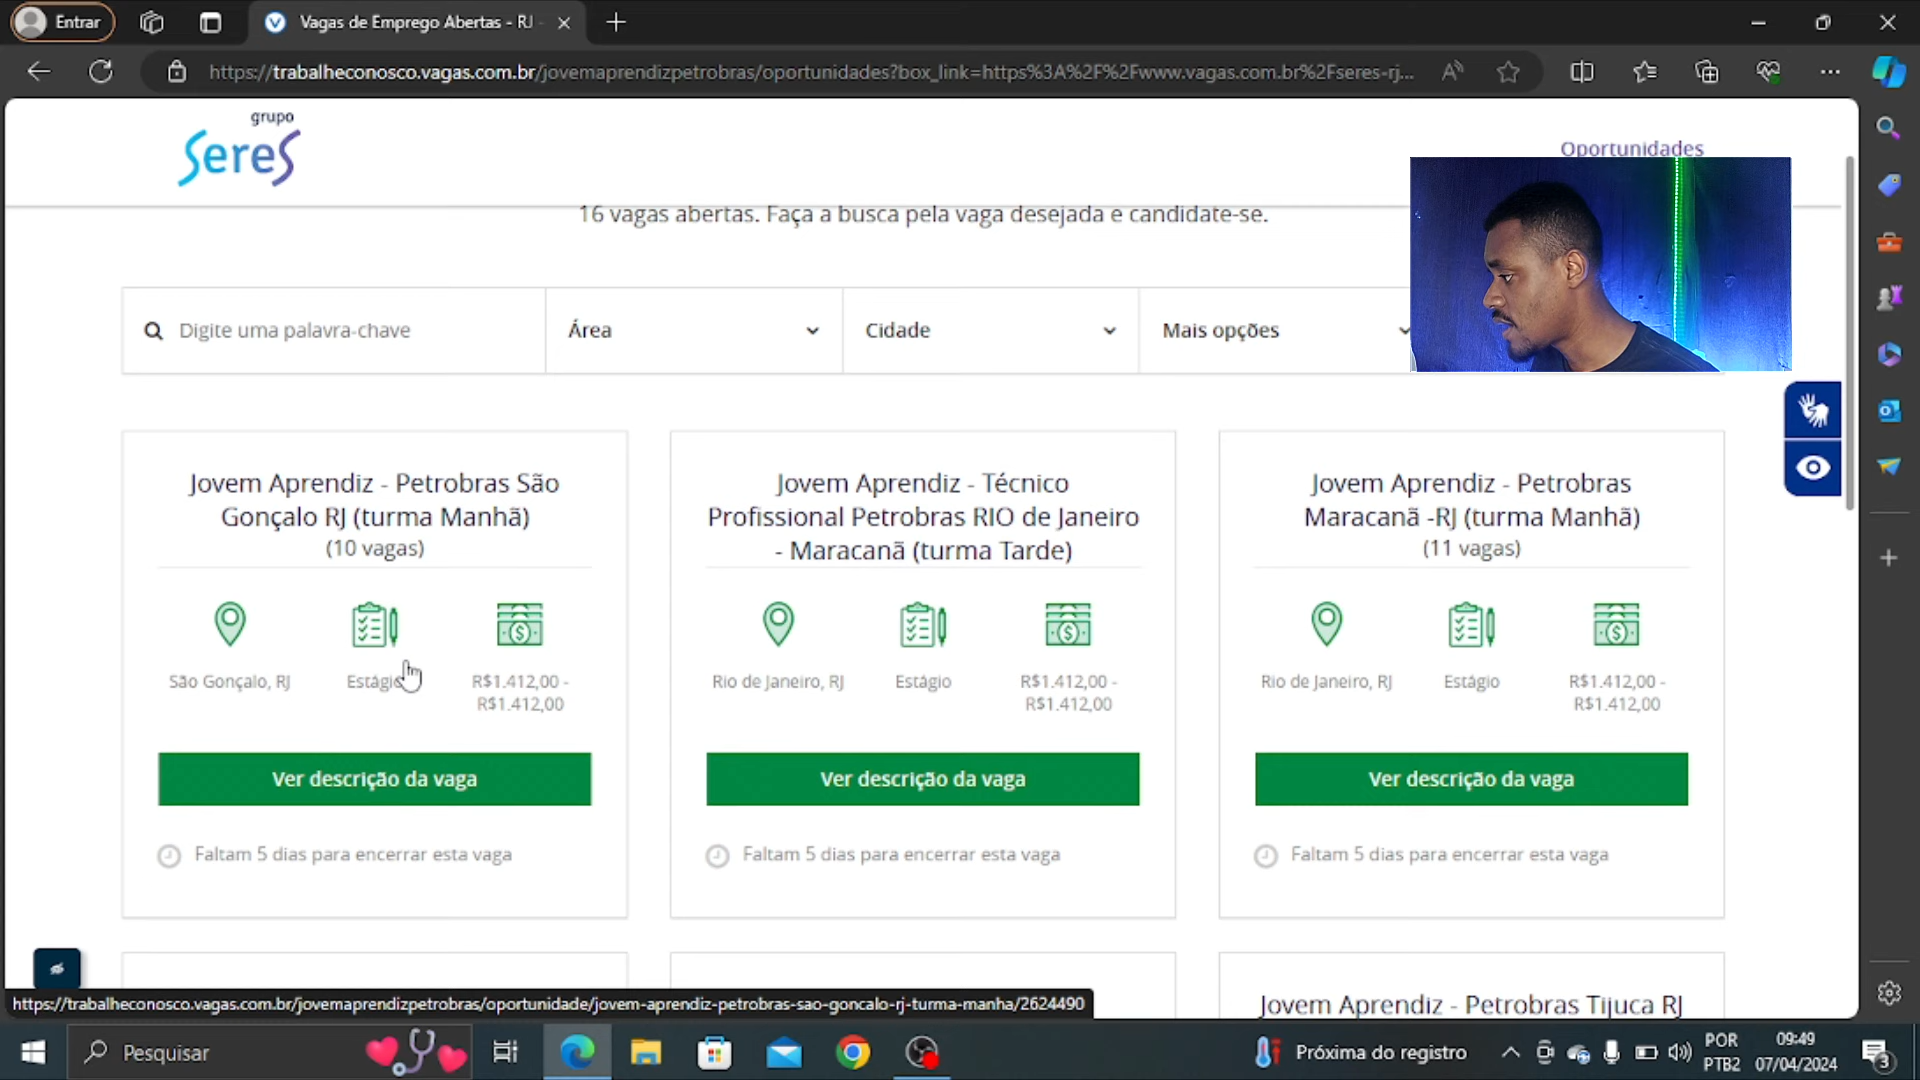 Entrar
Vagas de Emprego Abertas - RJ
https://trabalheconosco.vagas.com.br/jovemaprendizpetrobras/oportunidades?box_link=https%3A%2F%2Fwww.vagas.com.br%2Fseres-rj...
grupo
SereS
Oportunidades
16 vagas abertas. Faça a busca pela vaga desejada e candidate-se.
Digite uma palavra-chave
Área
Cidade
Mais opções
Jovem Aprendiz - Petrobras São
Gonçalo RJ (turma Manhã)
(10 vagas)
São Gonçalo, RJ
Estágio
R$1.412,00 -
R$1.412,00
Ver descrição da vaga
Faltam 5 dias para encerrar esta vaga
Jovem Aprendiz - Técnico
Profissional Petrobras RIO de Janeiro
- Maracanã (turma Tarde)
Rio de Janeiro, RJ
Estágio
R$1.412,00 -
R$1.412,00
Ver descrição da vaga
Faltam 5 dias para encerrar esta vaga
Jovem Aprendiz - Petrobras
Maracanã -RJ (turma Manhã)
(11 vagas)
Rio de Janeiro, RJ
Estágio
R$1.412,00 -
R$1.412,00
Ver descrição da vaga
Faltam 5 dias para encerrar esta vaga
Jovem Aprendiz - Petrobras Tijuca RJ
https://trabalheconosco.vagas.com.br/jovemaprendizpetrobras/oportunidade/jovem-aprendiz-petrobras-sao-goncalo-rj-turma-manha/2624490
Pesquisar
Próxima do registro
POR
PTB2
09:49
07/04/2024
3